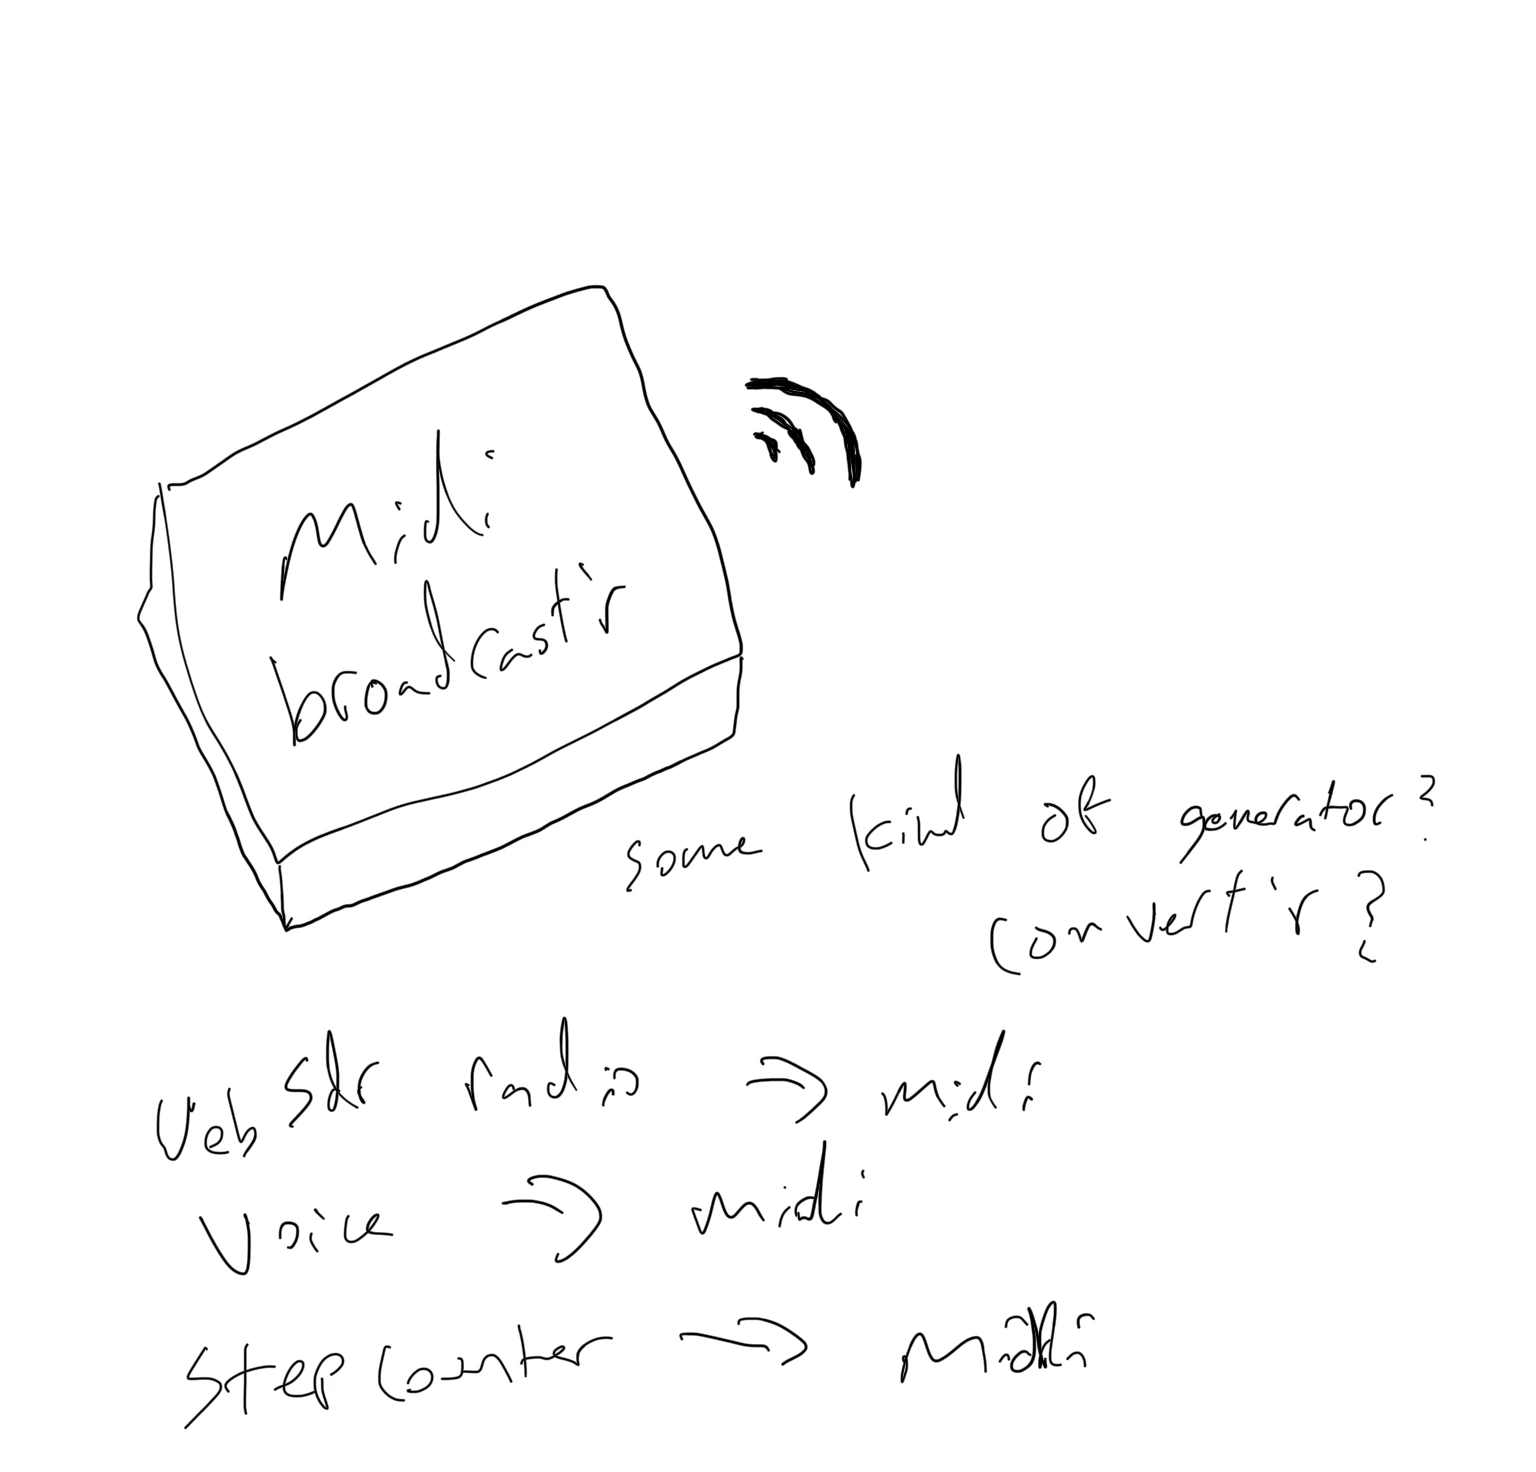 Midi
broadcast'r
some kind of generator?
convert'r?
Web sdr radio → midi
Voice → midi
Step counter → Midi